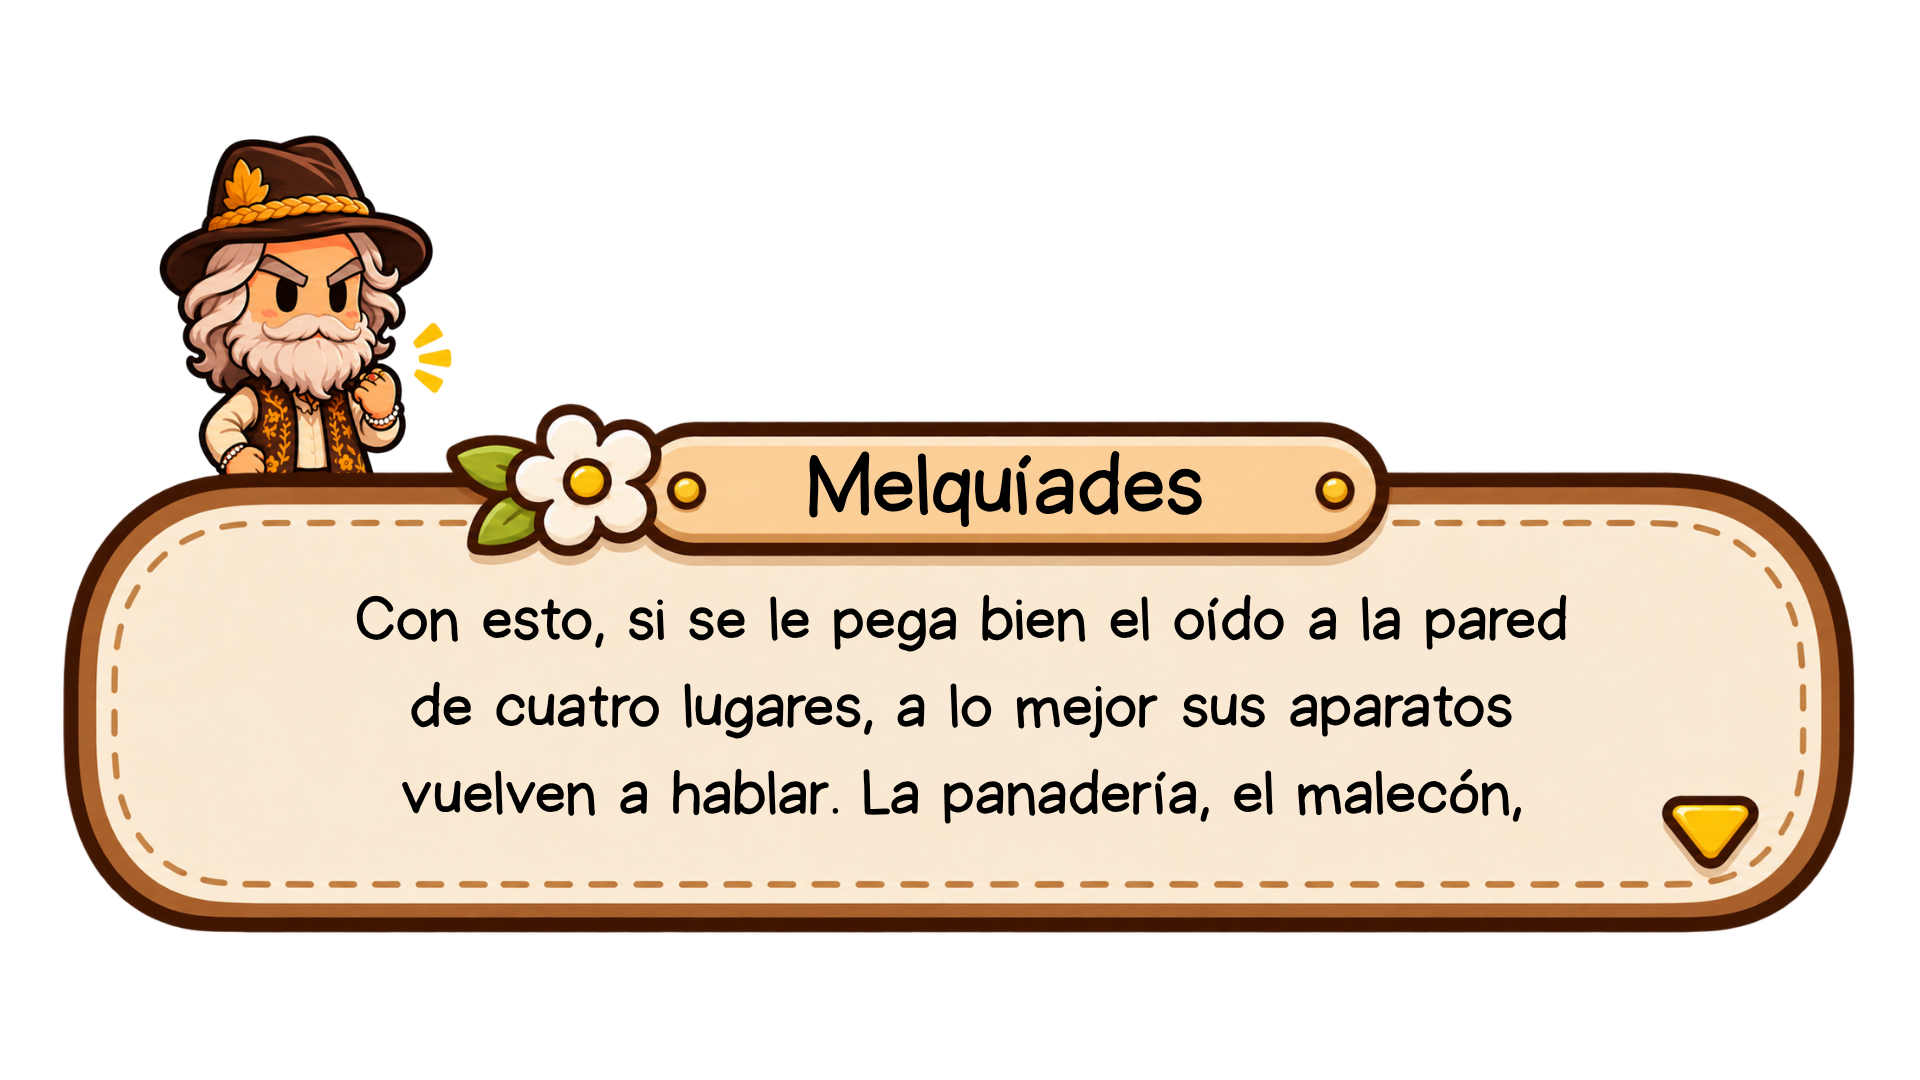 Melquíades
Con esto, si se le pega bien el oído a la pared
de cuatro lugares, a lo mejor sus aparatos
vuelven a hablar. La panadería, el malecón,